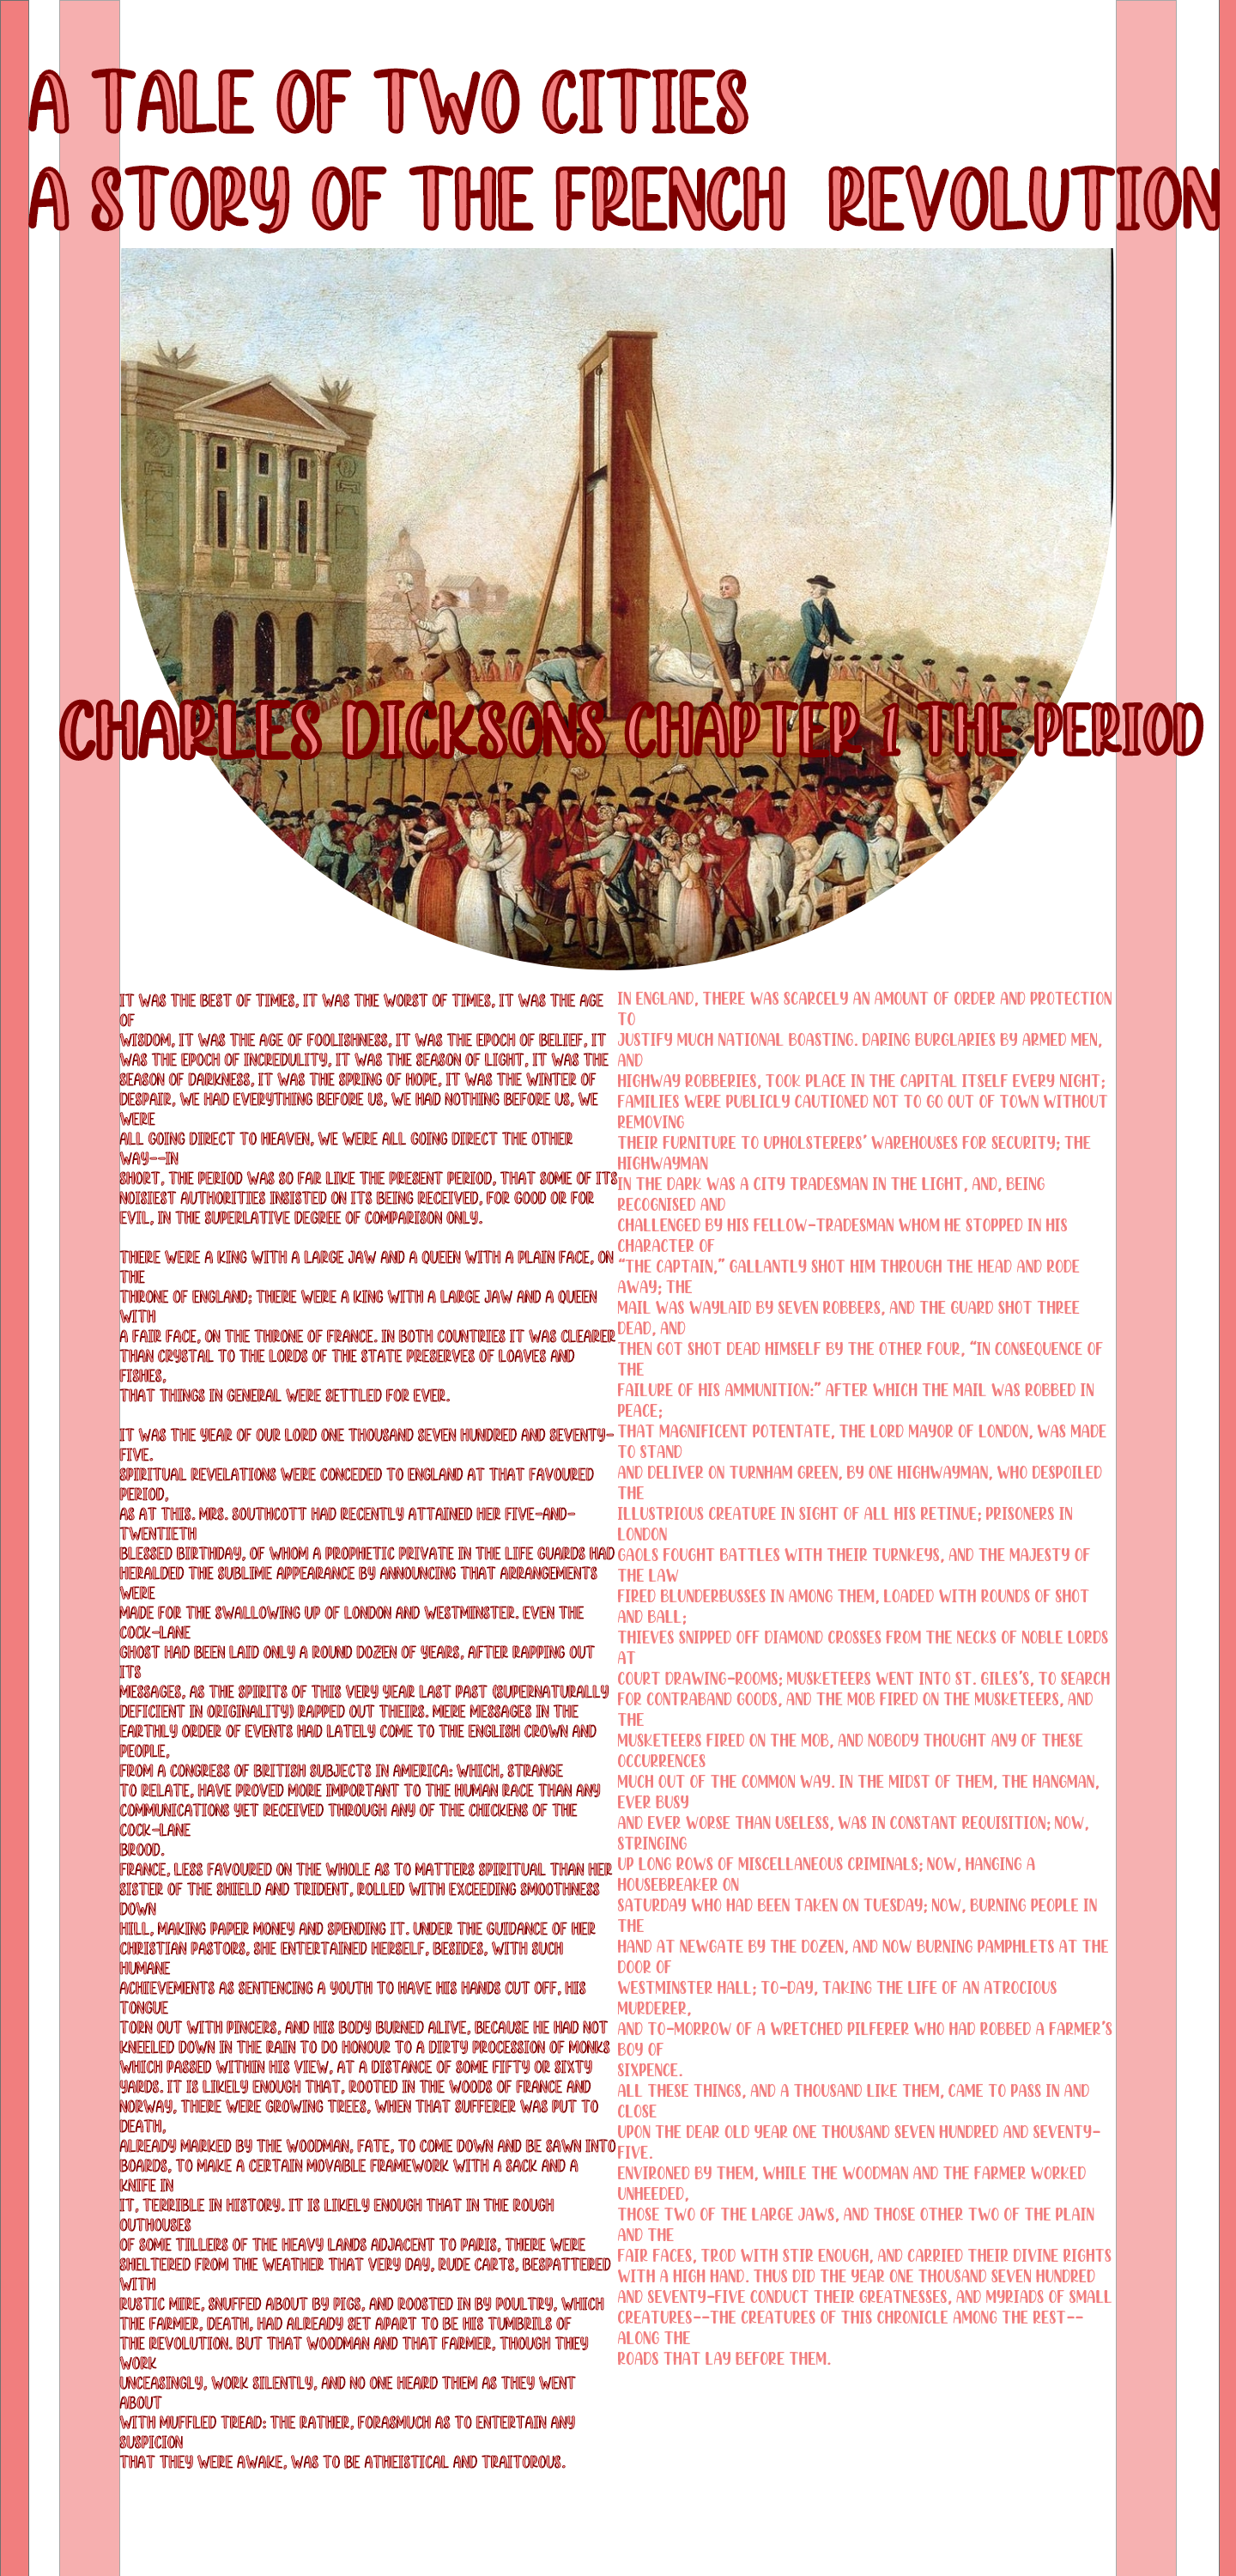 A TALE OF TWO CITIES
A STORY OF THE FRENCH REVOLUTION
CHARLES DICKSONS CHAPTER 1 THE PERIOD
IT WAS THE BEST OF TIMES, IT WAS THE WORST OF TIMES, IT WAS THE AGE
OF
WISDOM, IT WAS THE AGE OF FOOLISHNESS, IT WAS THE EPOCH OF BELIEF, IT
WAS THE EPOCH OF INCREDULITY, IT WAS THE SEASON OF LIGHT, IT WAS THE
SEASON OF DARKNESS, IT WAS THE SPRING OF HOPE, IT WAS THE WINTER OF
DESPAIR, WE HAD EVERYTHING BEFORE US, WE HAD NOTHING BEFORE US, WE
WERE
ALL GOING DIRECT TO HEAVEN, WE WERE ALL GOING DIRECT THE OTHER
WAY--IN
SHORT, THE PERIOD WAS SO FAR LIKE THE PRESENT PERIOD, THAT SOME OF ITS
NOISIEST AUTHORITIES INSISTED ON ITS BEING RECEIVED, FOR GOOD OR FOR
EVIL, IN THE SUPERLATIVE DEGREE OF COMPARISON ONLY.
THERE WERE A KING WITH A LARGE JAW AND A QUEEN WITH A PLAIN FACE, ON
THE
THRONE OF ENGLAND; THERE WERE A KING WITH A LARGE JAW AND A QUEEN
WITH
A FAIR FACE, ON THE THRONE OF FRANCE. IN BOTH COUNTRIES IT WAS CLEARER
THAN CRYSTAL TO THE LORDS OF THE STATE PRESERVES OF LOAVES AND
FISHES,
THAT THINGS IN GENERAL WERE SETTLED FOR EVER.
IT WAS THE YEAR OF OUR LORD ONE THOUSAND SEVEN HUNDRED AND SEVENTY-
FIVE.
SPIRITUAL REVELATIONS WERE CONCEDED TO ENGLAND AT THAT FAVOURED
PERIOD,
AS AT THIS. MRS. SOUTHCOTT HAD RECENTLY ATTAINED HER FIVE-AND-
TWENTIETH
BLESSED BIRTHDAY, OF WHOM A PROPHETIC PRIVATE IN THE LIFE GUARDS HAD
HERALDED THE SUBLIME APPEARANCE BY ANNOUNCING THAT ARRANGEMENTS
WERE
MADE FOR THE SWALLOWING UP OF LONDON AND WESTMINSTER. EVEN THE
COCK-LANE
GHOST HAD BEEN LAID ONLY A ROUND DOZEN OF YEARS, AFTER RAPPING OUT
ITS
MESSAGES, AS THE SPIRITS OF THIS VERY YEAR LAST PAST (SUPERNATURALLY
DEFICIENT IN ORIGINALITY) RAPPED OUT THEIRS. MERE MESSAGES IN THE
EARTHLY ORDER OF EVENTS HAD LATELY COME TO THE ENGLISH CROWN AND
PEOPLE,
FROM A CONGRESS OF BRITISH SUBJECTS IN AMERICA: WHICH, STRANGE
TO RELATE, HAVE PROVED MORE IMPORTANT TO THE HUMAN RACE THAN ANY
COMMUNICATIONS YET RECEIVED THROUGH ANY OF THE CHICKENS OF THE
COCK-LANE
BROOD.
FRANCE, LESS FAVOURED ON THE WHOLE AS TO MATTERS SPIRITUAL THAN HER
SISTER OF THE SHIELD AND TRIDENT, ROLLED WITH EXCEEDING SMOOTHNESS
DOWN
HILL, MAKING PAPER MONEY AND SPENDING IT. UNDER THE GUIDANCE OF HER
CHRISTIAN PASTORS, SHE ENTERTAINED HERSELF, BESIDES, WITH SUCH
HUMANE
ACHIEVEMENTS AS SENTENCING A YOUTH TO HAVE HIS HANDS CUT OFF, HIS
TONGUE
TORN OUT WITH PINCERS, AND HIS BODY BURNED ALIVE, BECAUSE HE HAD NOT
KNEELED DOWN IN THE RAIN TO DO HONOUR TO A DIRTY PROCESSION OF MONKS
WHICH PASSED WITHIN HIS VIEW, AT A DISTANCE OF SOME FIFTY OR SIXTY
YARDS. IT IS LIKELY ENOUGH THAT, ROOTED IN THE WOODS OF FRANCE AND
NORWAY, THERE WERE GROWING TREES, WHEN THAT SUFFERER WAS PUT TO
DEATH,
ALREADY MARKED BY THE WOODMAN, FATE, TO COME DOWN AND BE SAWN INTO
BOARDS, TO MAKE A CERTAIN MOVABLE FRAMEWORK WITH A SACK AND A
KNIFE IN
IT, TERRIBLE IN HISTORY. IT IS LIKELY ENOUGH THAT IN THE ROUGH
OUTHOUSES
OF SOME TILLERS OF THE HEAVY LANDS ADJACENT TO PARIS, THERE WERE
SHELTERED FROM THE WEATHER THAT VERY DAY, RUDE CARTS, BESPATTERED
WITH
RUSTIC MIRE, SNUFFED ABOUT BY PIGS, AND ROOSTED IN BY POULTRY, WHICH
THE FARMER, DEATH, HAD ALREADY SET APART TO BE HIS TUMBRILS OF
THE REVOLUTION. BUT THAT WOODMAN AND THAT FARMER, THOUGH THEY
WORK
UNCEASINGLY, WORK SILENTLY, AND NO ONE HEARD THEM AS THEY WENT
ABOUT
WITH MUFFLED TREAD: THE RATHER, FORASMUCH AS TO ENTERTAIN ANY
SUSPICION
THAT THEY WERE AWAKE, WAS TO BE ATHEISTICAL AND TRAITOROUS.
IN ENGLAND, THERE WAS SCARCELY AN AMOUNT OF ORDER AND PROTECTION
TO
JUSTIFY MUCH NATIONAL BOASTING. DARING BURGLARIES BY ARMED MEN,
AND
HIGHWAY ROBBERIES, TOOK PLACE IN THE CAPITAL ITSELF EVERY NIGHT;
FAMILIES WERE PUBLICLY CAUTIONED NOT TO GO OUT OF TOWN WITHOUT
REMOVING
THEIR FURNITURE TO UPHOLSTERERS' WAREHOUSES FOR SECURITY; THE
HIGHWAYMAN
IN THE DARK WAS A CITY TRADESMAN IN THE LIGHT, AND, BEING
RECOGNISED AND
CHALLENGED BY HIS FELLOW-TRADESMAN WHOM HE STOPPED IN HIS
CHARACTER OF
"THE CAPTAIN," GALLANTLY SHOT HIM THROUGH THE HEAD AND RODE
AWAY; THE
MAIL WAS WAYLAID BY SEVEN ROBBERS, AND THE GUARD SHOT THREE
DEAD, AND
THEN GOT SHOT DEAD HIMSELF BY THE OTHER FOUR, "IN CONSEQUENCE OF
THE
FAILURE OF HIS AMMUNITION:" AFTER WHICH THE MAIL WAS ROBBED IN
PEACE;
THAT MAGNIFICENT POTENTATE, THE LORD MAYOR OF LONDON, WAS MADE
TO STAND
AND DELIVER ON TURNHAM GREEN, BY ONE HIGHWAYMAN, WHO DESPOILED
THE
ILLUSTRIOUS CREATURE IN SIGHT OF ALL HIS RETINUE; PRISONERS IN
LONDON
GAOLS FOUGHT BATTLES WITH THEIR TURNKEYS, AND THE MAJESTY OF
THE LAW
FIRED BLUNDERBUSSES IN AMONG THEM, LOADED WITH ROUNDS OF SHOT
AND BALL;
THIEVES SNIPPED OFF DIAMOND CROSSES FROM THE NECKS OF NOBLE LORDS
AT
COURT DRAWING-ROOMS; MUSKETEERS WENT INTO ST. GILES'S, TO SEARCH
FOR CONTRABAND GOODS, AND THE MOB FIRED ON THE MUSKETEERS, AND
THE
MUSKETEERS FIRED ON THE MOB, AND NOBODY THOUGHT ANY OF THESE
OCCURRENCES
MUCH OUT OF THE COMMON WAY. IN THE MIDST OF THEM, THE HANGMAN,
EVER BUSY
AND EVER WORSE THAN USELESS, WAS IN CONSTANT REQUISITION; NOW,
STRINGING
UP LONG ROWS OF MISCELLANEOUS CRIMINALS; NOW, HANGING A
HOUSEBREAKER ON
SATURDAY WHO HAD BEEN TAKEN ON TUESDAY; NOW, BURNING PEOPLE IN
THE
HAND AT NEWGATE BY THE DOZEN, AND NOW BURNING PAMPHLETS AT THE
DOOR OF
WESTMINSTER HALL; TO-DAY, TAKING THE LIFE OF AN ATROCIOUS
MURDERER,
AND TO-MORROW OF A WRETCHED PILFERER WHO HAD ROBBED A FARMER'S
BOY OF
SIXPENCE.
ALL THESE THINGS, AND A THOUSAND LIKE THEM, CAME TO PASS IN AND
CLOSE
UPON THE DEAR OLD YEAR ONE THOUSAND SEVEN HUNDRED AND SEVENTY-
FIVE.
ENVIRONED BY THEM, WHILE THE WOODMAN AND THE FARMER WORKED
UNHEEDED,
THOSE TWO OF THE LARGE JAWS, AND THOSE OTHER TWO OF THE PLAIN
AND THE
FAIR FACES, TROD WITH STIR ENOUGH, AND CARRIED THEIR DIVINE RIGHTS
WITH A HIGH HAND. THUS DID THE YEAR ONE THOUSAND SEVEN HUNDRED
AND SEVENTY-FIVE CONDUCT THEIR GREATNESSES, AND MYRIADS OF SMALL
CREATURES--THE CREATURES OF THIS CHRONICLE AMONG THE REST--
ALONG THE
ROADS THAT LAY BEFORE THEM.